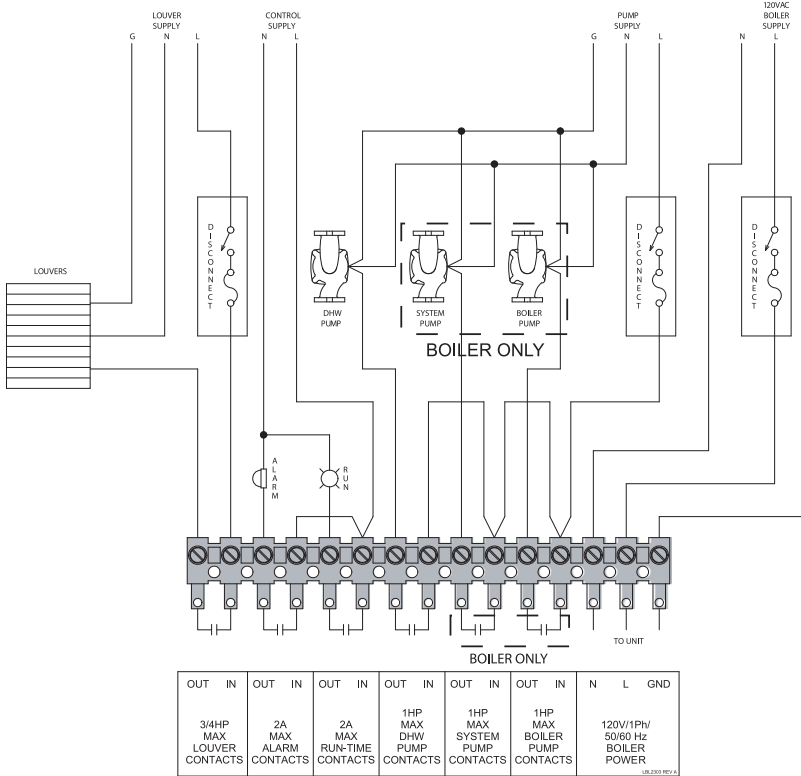 LOUVER
SUPPLY
G N L
CONTROL
SUPPLY
N L
PUMP
SUPPLY
G N L
120VAC
BOILER
SUPPLY
N L
DISCONNECT
DISCONNECT
DISCONNECT
LOUVERS
DHW
PUMP
SYSTEM
PUMP
BOILER
PUMP
BOILER ONLY
ALARM
RUN
TO UNIT
BOILER ONLY
OUT IN
3/4HP
MAX
LOUVER
CONTACTS
OUT IN
2A
MAX
ALARM
CONTACTS
OUT IN
2A
MAX
RUN-TIME
CONTACTS
OUT IN
1HP
MAX
DHW
PUMP
CONTACTS
OUT IN
1HP
MAX
SYSTEM
PUMP
CONTACTS
OUT IN
1HP
MAX
BOILER
PUMP
CONTACTS
N L GND
120V/1Ph/
50/60 Hz
BOILER
POWER
LBL2303 REV A